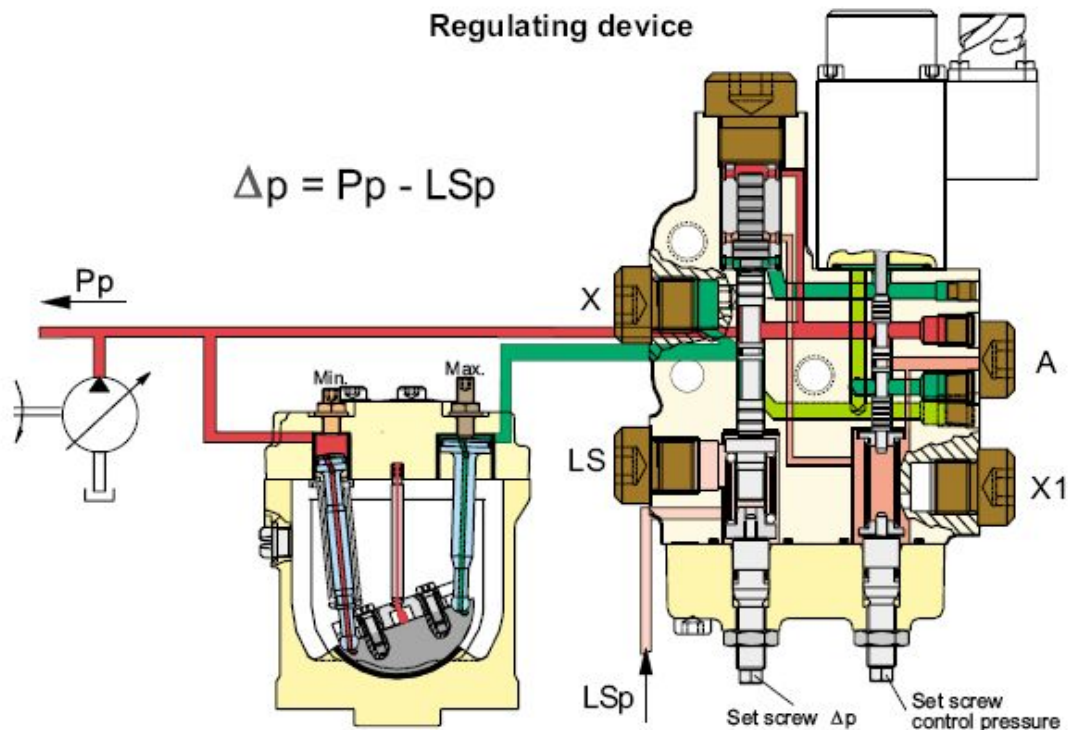 Regulating device
Δp = Pp - LSp
Pp
X
Min.
Max.
A
LS
X1
LSp
Set screw Δp
Set screw
control pressure